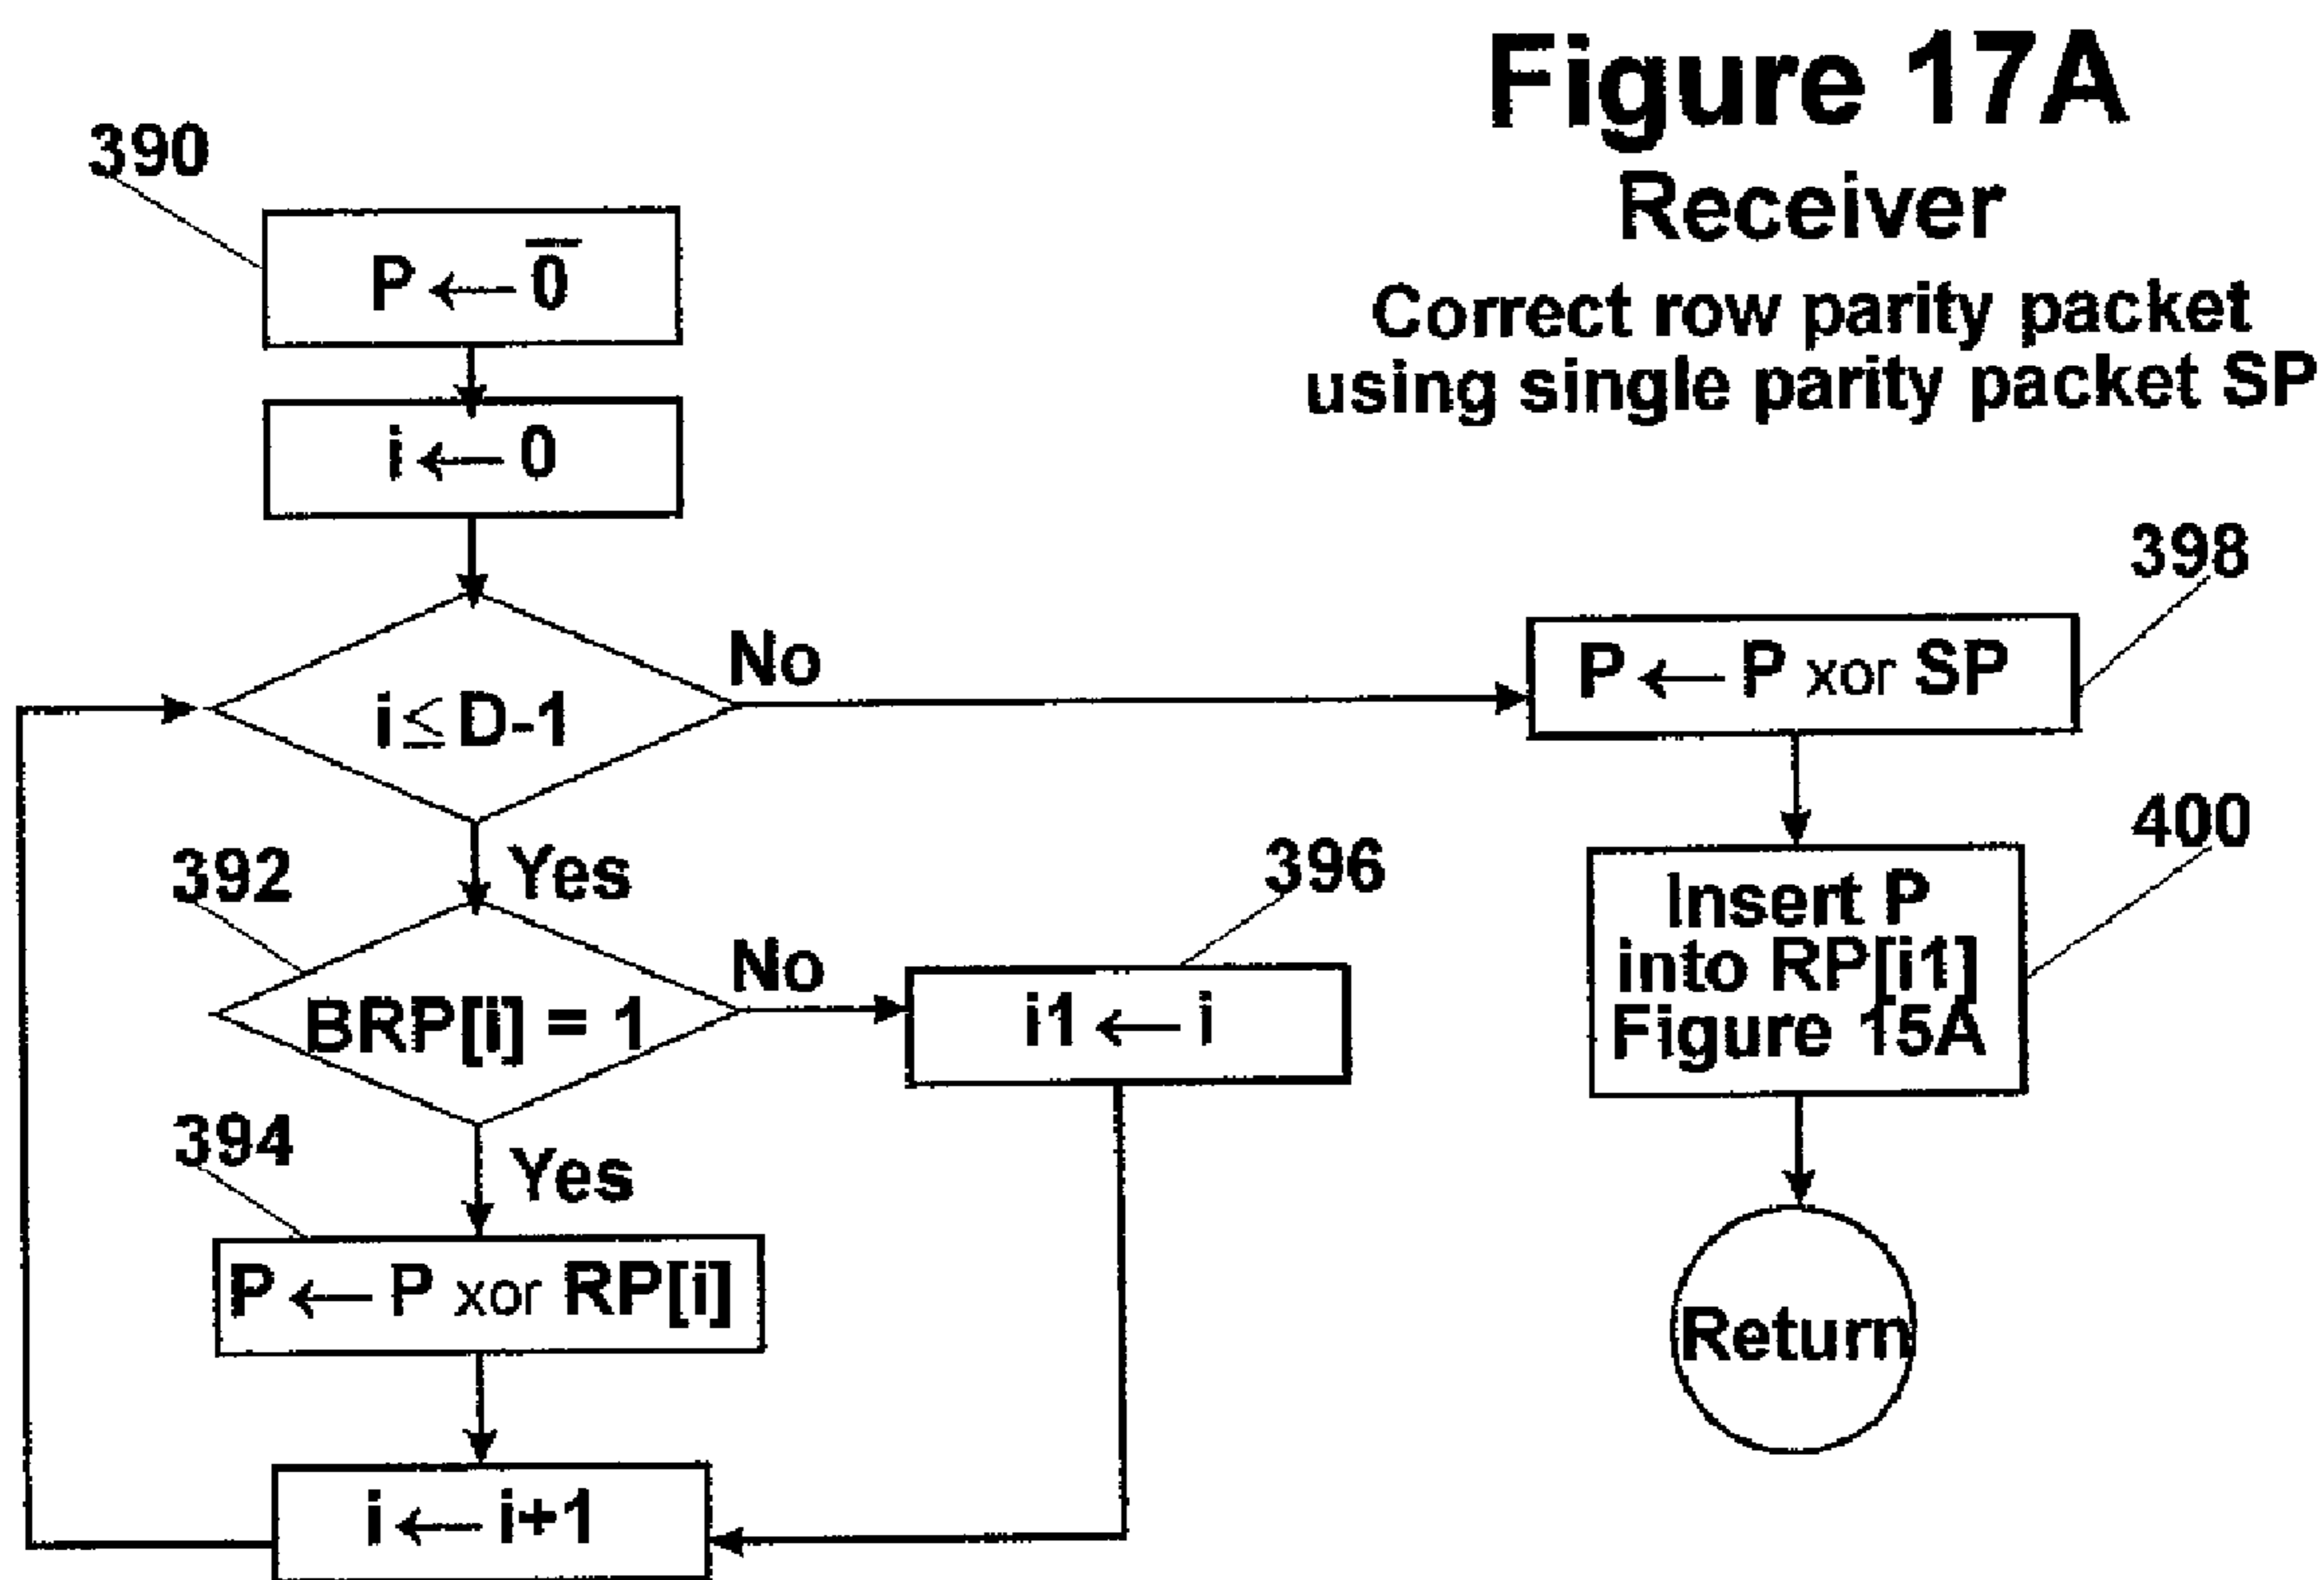 Figure 17A
Receiver
Correct row parity packet
using single parity packet SP
390
P ← 0̅
i ← 0
i ≤ D-1
No
Yes
392
BRP[i] = 1
No
Yes
396
i1 ← i
394
P ← P xor RP[i]
i ← i+1
398
P ← P xor SP
400
Insert P
into RP[i1]
Figure 15A
Return